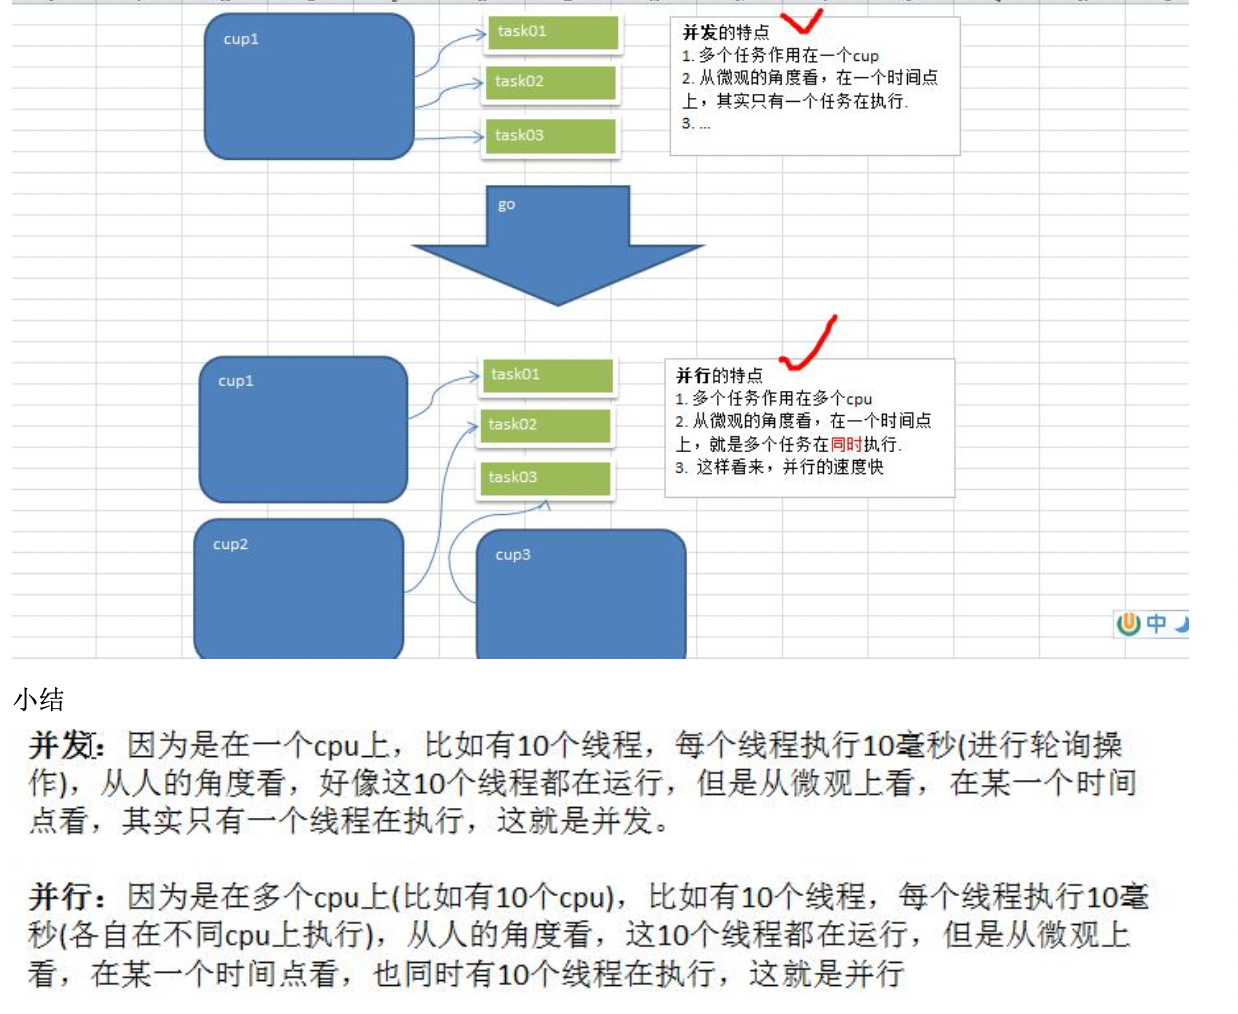 cup1
task01
task02
task03
并发的特点
1. 多个任务作用在一个cup
2. 从微观的角度看，在一个时间点
上，其实只有一个任务在执行.
3. ...
go
cup1
task01
task02
task03
cup2
cup3
并行的特点
1. 多个任务作用在多个cpu
2. 从微观的角度看，在一个时间点
上，就是多个任务在同时执行.
3. 这样看来，并行的速度快
中
小结
并发：因为是在一个cpu上，比如有10个线程，每个线程执行10毫秒(进行轮询操
作)，从人的角度看，好像这10个线程都在运行，但是从微观上看，在某一个时间
点看，其实只有一个线程在执行，这就是并发。
并行：因为是在多个cpu上(比如有10个cpu)，比如有10个线程，每个线程执行10毫
秒(各自在不同cpu上执行)，从人的角度看，这10个线程都在运行，但是从微观上
看，在某一个时间点看，也同时有10个线程在执行，这就是并行